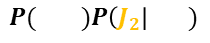 P(    )P(J₂|    )